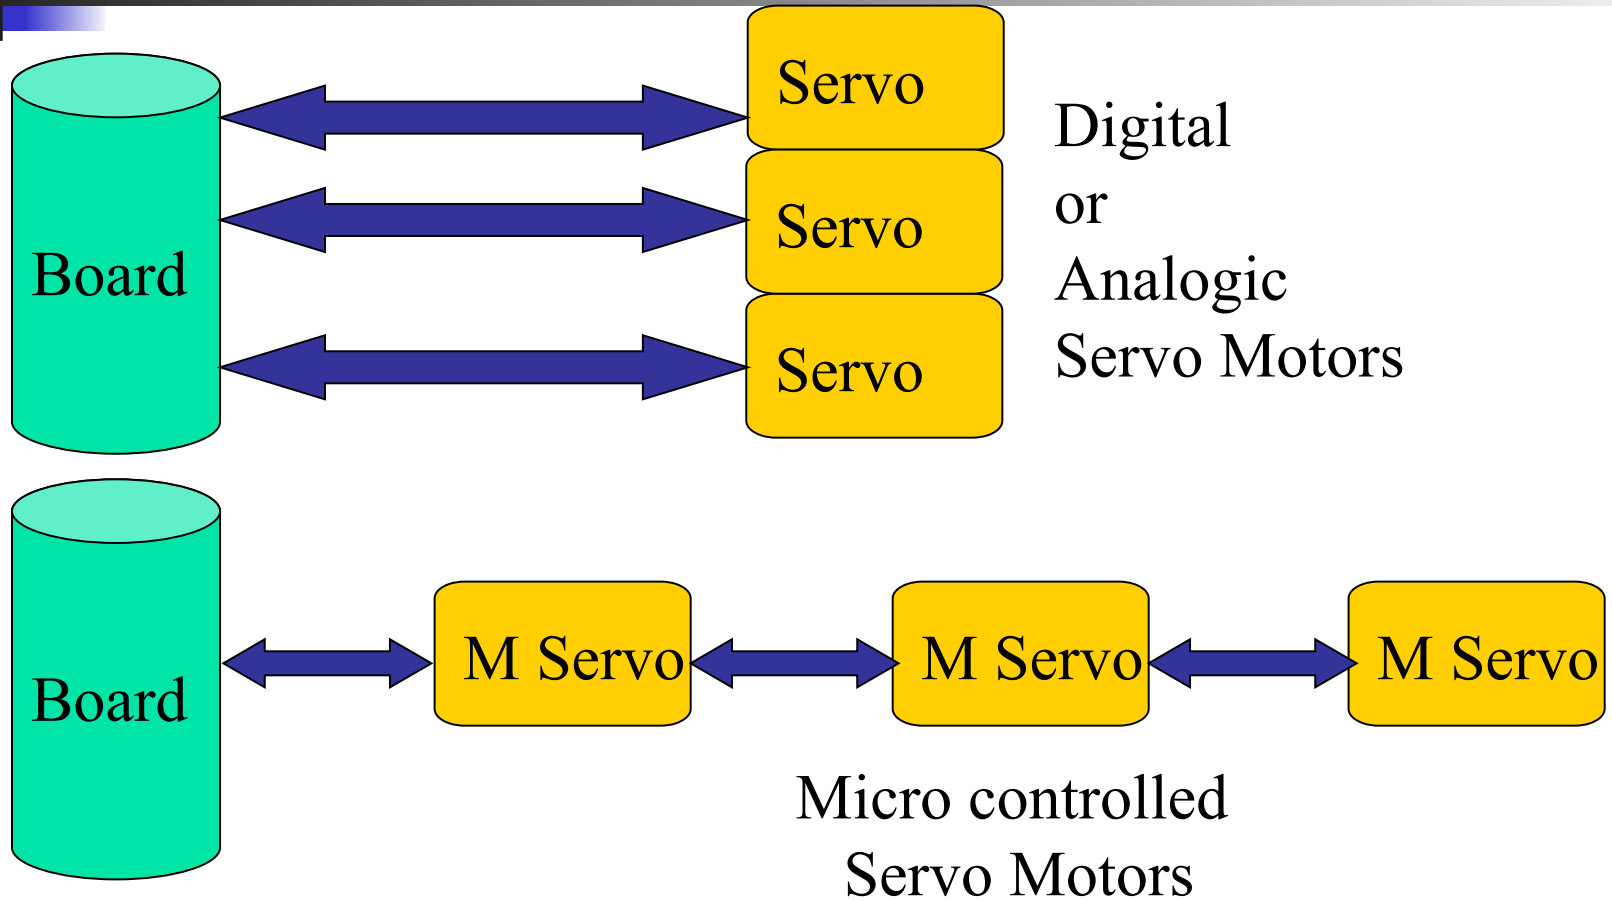 Servo
Servo
Servo
Board
Digital
or
Analogic
Servo Motors
Board
M Servo
M Servo
M Servo
Micro controlled
Servo Motors